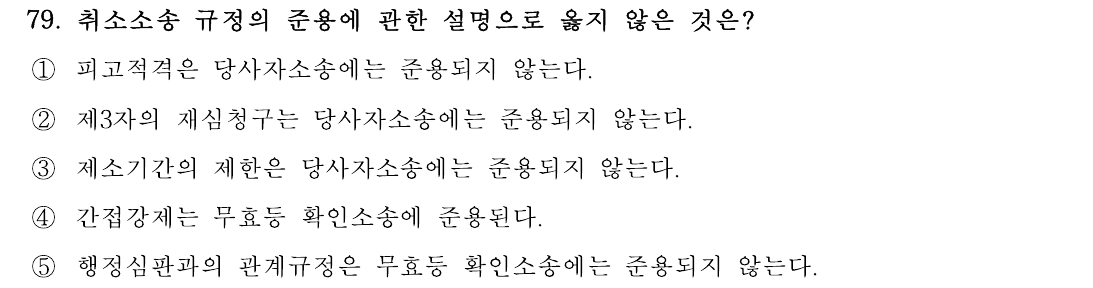 79. 취소소송 규정의 준용에 관한 설명으로 옳지 않은 것은?
① 피고적격은 당사자소송에는 준용되지 않는다.
② 제3자의 재심청구는 당사자소송에는 준용되지 않는다.
③ 제소기간의 제한은 당사자소송에는 준용되지 않는다.
④ 간접강제는 무효등 확인소송에 준용된다.
⑤ 행정심판과의 관계규정은 무효등 확인소송에는 준용되지 않는다.